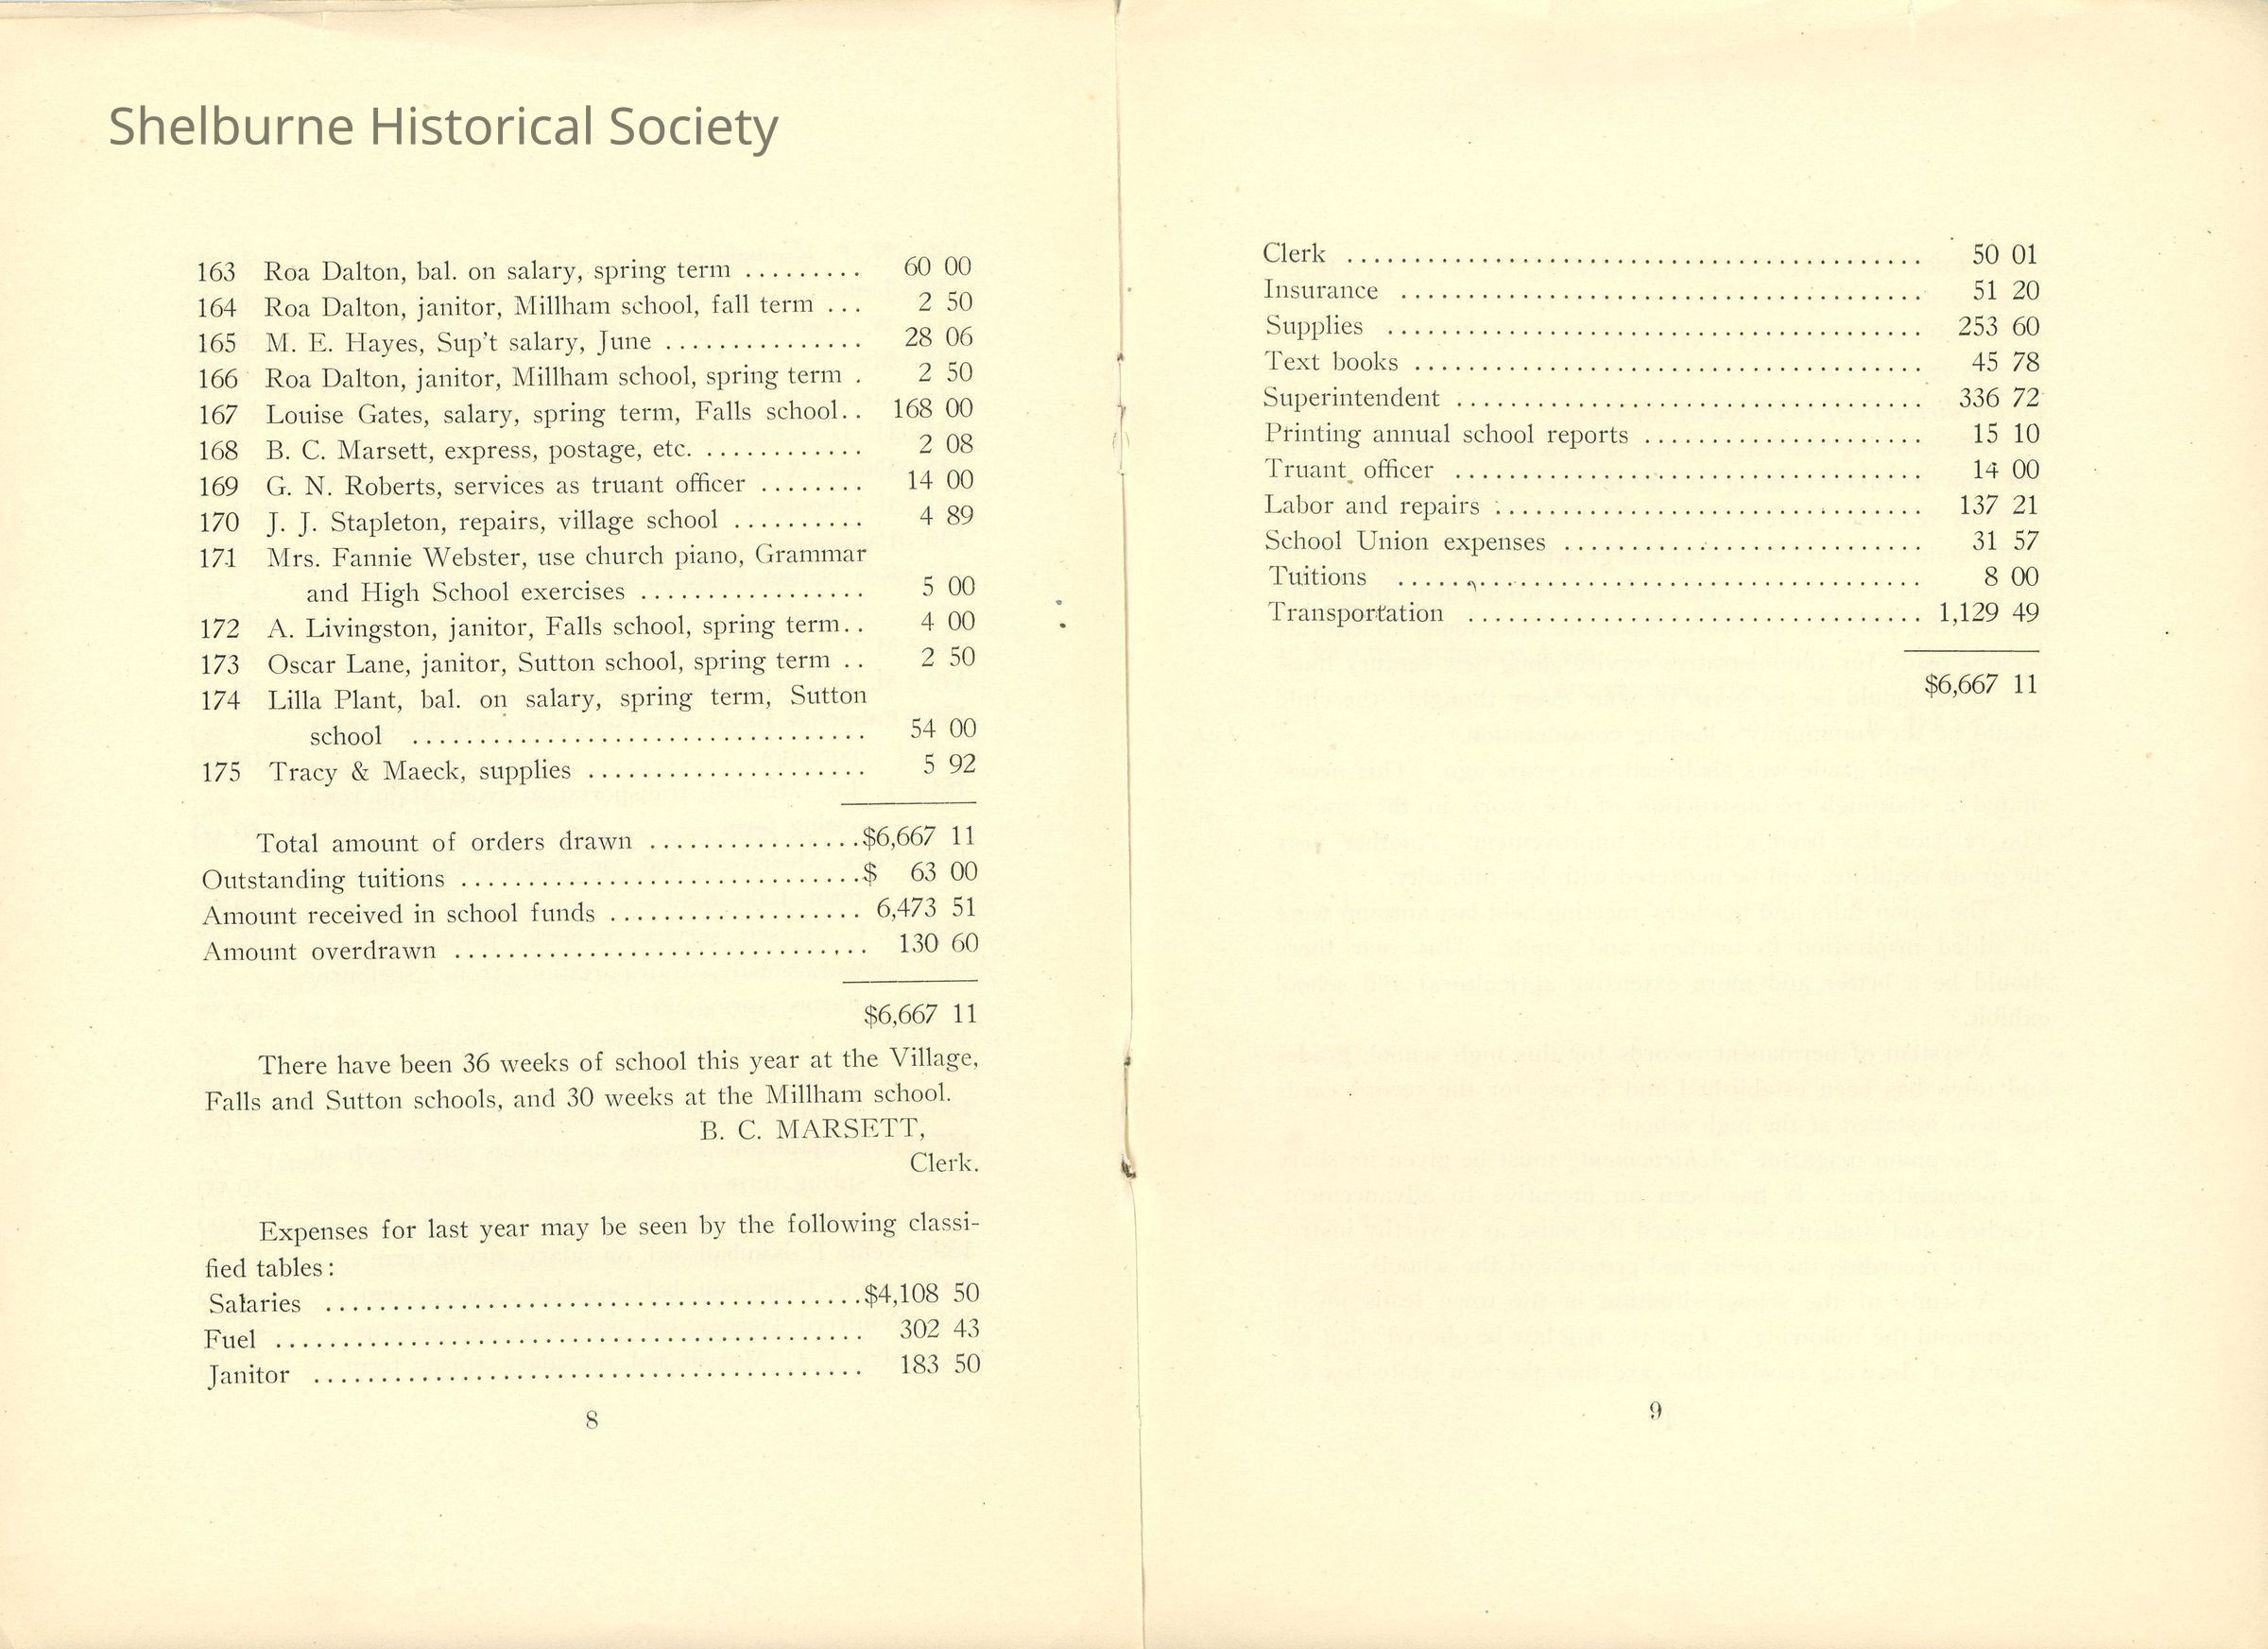 Shelburne Historical Society
163 Roa Dalton, bal. on salary, spring term ......... 60 00
164 Roa Dalton, janitor, Millham school, fall term ... 2 50
165 M. E. Hayes, Sup't salary, June ............... 28 06
166 Roa Dalton, janitor, Millham school, spring term . 2 50
167 Louise Gates, salary, spring term, Falls school.. 168 00
168 B. C. Marsett, express, postage, etc. ............ 2 08
169 G. N. Roberts, services as truant officer ........ 14 00
170 J. J. Stapleton, repairs, village school .......... 4 89
171 Mrs. Fannie Webster, use church piano, Grammar
and High School exercises ................. 5 00
172 A. Livingston, janitor, Falls school, spring term.. 4 00
173 Oscar Lane, janitor, Sutton school, spring term .. 2 50
174 Lilla Plant, bal. on salary, spring term, Sutton
school .................................. 54 00
175 Tracy & Maeck, supplies ..................... 5 92
Total amount of orders drawn ................$6,667 11
Outstanding tuitions ..............................$ 63 00
Amount received in school funds ................... 6,473 51
Amount overdrawn ............................... 130 60
$6,667 11
There have been 36 weeks of school this year at the Village,
Falls and Sutton schools, and 30 weeks at the Millham school.
B. C. MARSETT,
Clerk.
Expenses for last year may be seen by the following classi-
fied tables:
Salaries ........................................$4,108 50
Fuel ............................................ 302 43
Janitor ......................................... 183 50
8
Clerk ........................................... 50 01
Insurance ....................................... 51 20
Supplies ........................................ 253 60
Text books ...................................... 45 78
Superintendent ................................... 336 72
Printing annual school reports ..................... 15 10
Truant officer ................................... 14 00
Labor and repairs ................................ 137 21
School Union expenses ........................... 31 57
Tuitions ....................................... 8 00
Transportation .................................. 1,129 49
$6,667 11
9